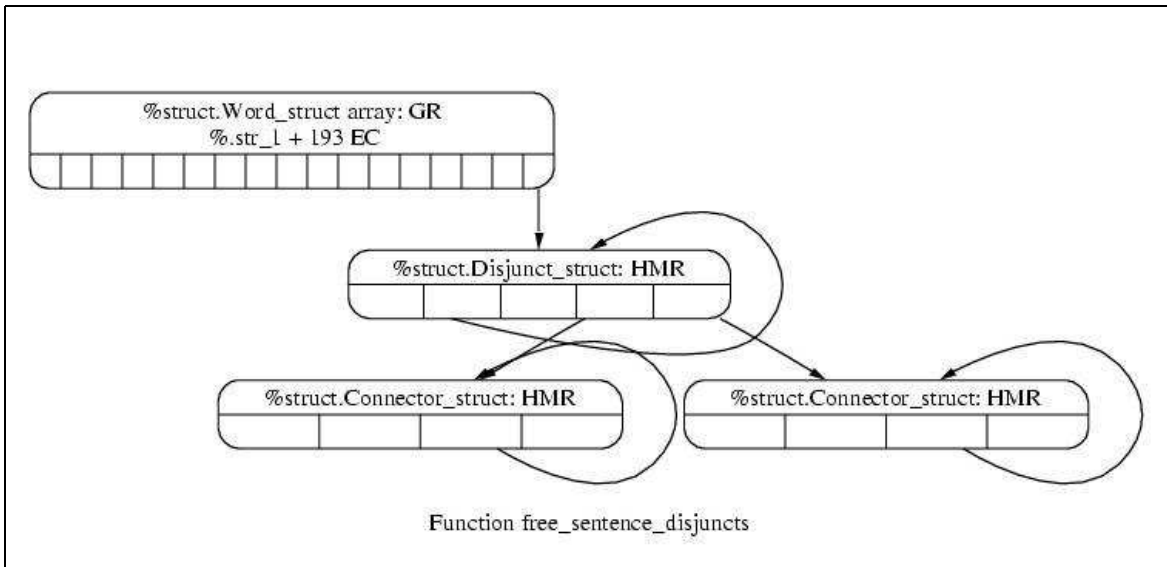 %struct.Word_struct array: GR
%.str_1 + 193 EC
%struct.Disjunct_struct: HMR
%struct.Connector_struct: HMR
%struct.Connector_struct: HMR
Function free_sentence_disjuncts